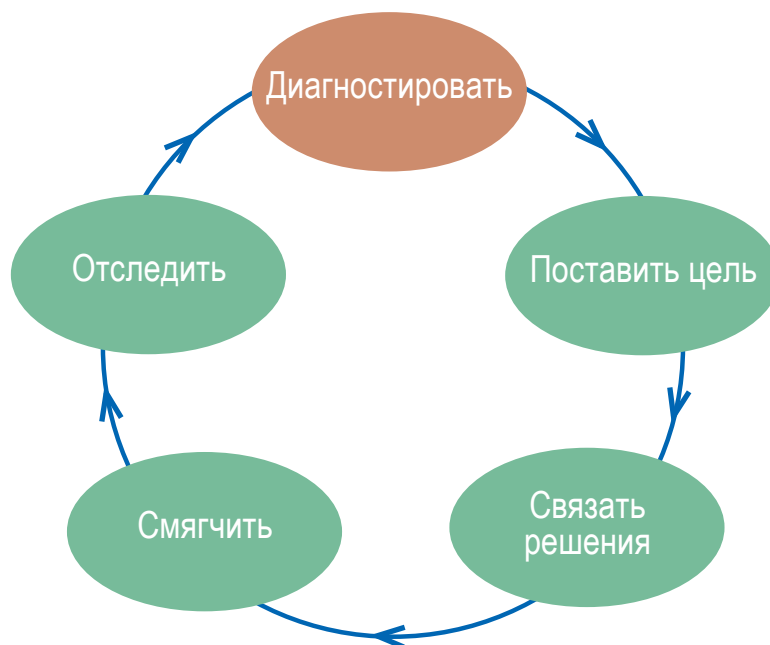 Диагностировать
Поставить цель
Связать
решения
Смягчить
Отследить